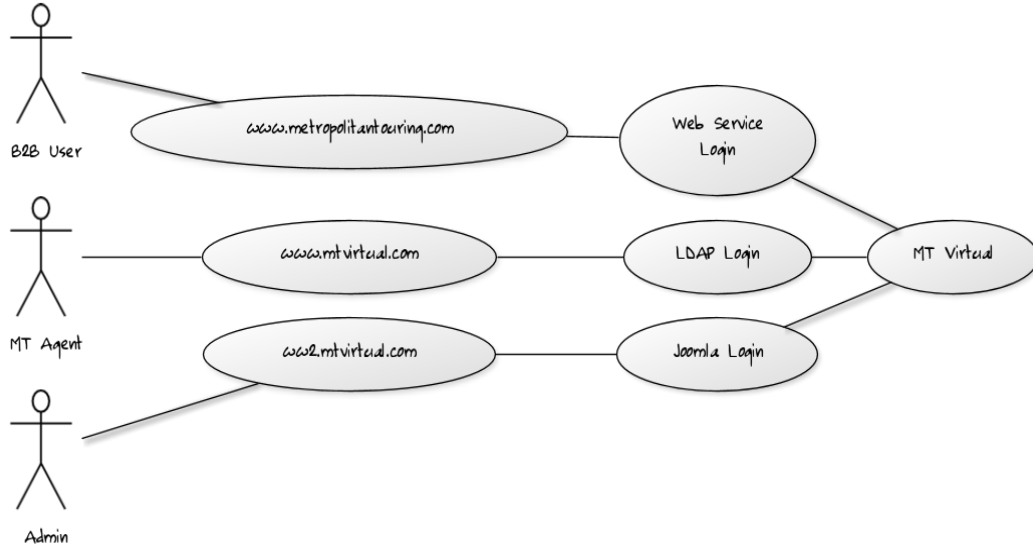 B2B User
www.metropolitantouring.com
Web Service
Login
MT Agent
www.mtvirtual.com
LDAP Login
MT Virtual
Admin
ww2.mtvirtual.com
Joomla Login